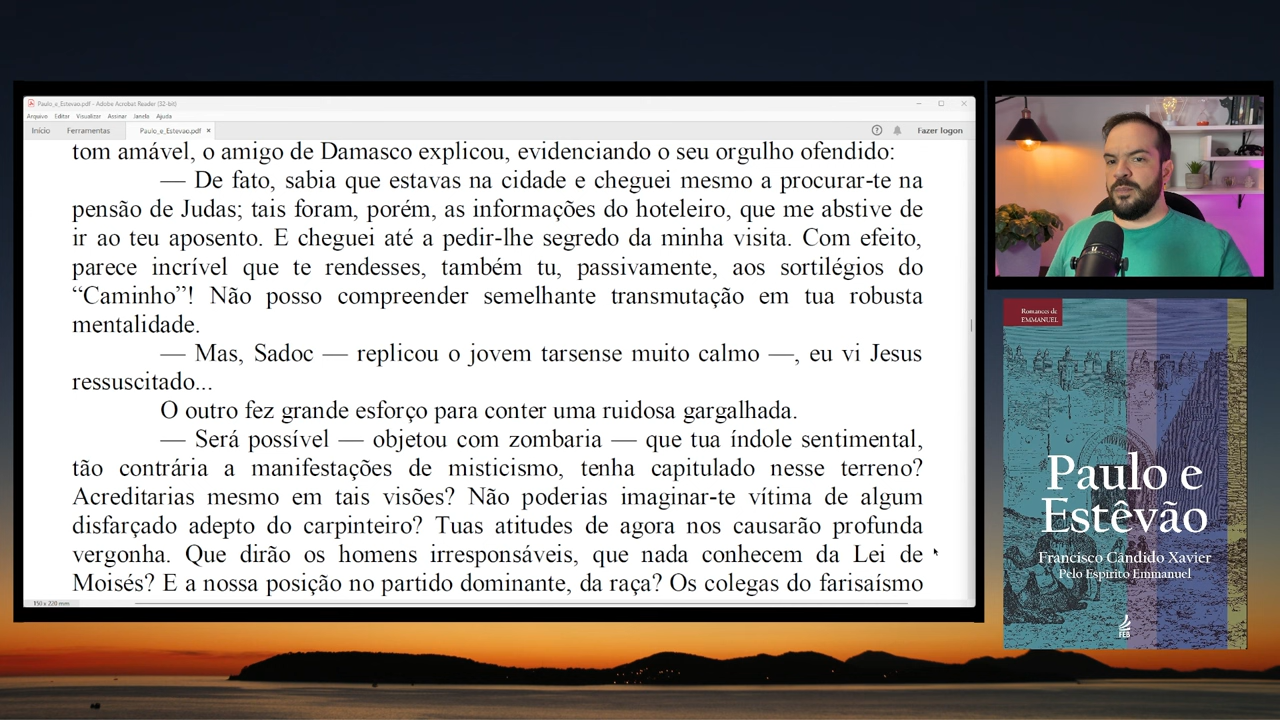 Paulo_e_Estevao.pdf - Adobe Acrobat Reader (32-bit)
Arquivo Editar Visualizar Assinar Janela Ajuda
Início Ferramentas Paulo_e_Estevao.pdf × Fazer logon
tom amável, o amigo de Damasco explicou, evidenciando o seu orgulho ofendido:
— De fato, sabia que estavas na cidade e cheguei mesmo a procurar-te na
pensão de Judas; tais foram, porém, as informações do hoteleiro, que me abstive de
ir ao teu aposento. E cheguei até a pedir-lhe segredo da minha visita. Com efeito,
parece incrível que te rendesses, também tu, passivamente, aos sortilégios do
“Caminho”! Não posso compreender semelhante transmutação em tua robusta
mentalidade.
— Mas, Sadoc — replicou o jovem tarsense muito calmo —, eu vi Jesus
ressuscitado...
O outro fez grande esforço para conter uma ruidosa gargalhada.
— Será possível — objetou com zombaria — que tua índole sentimental,
tão contrária a manifestações de misticismo, tenha capitulado nesse terreno?
Acreditarias mesmo em tais visões? Não poderias imaginar-te vítima de algum
disfarçado adepto do carpinteiro? Tuas atitudes de agora nos causarão profunda
vergonha. Que dirão os homens irresponsáveis, que nada conhecem da Lei de
Moisés? E a nossa posição no partido dominante, da raça? Os colegas do farisaísmo
150 x 220 mm
Romances de
EMMANUEL
Paulo e
Estêvão
Francisco Cândido Xavier
Pelo Espírito Emmanuel
FEB